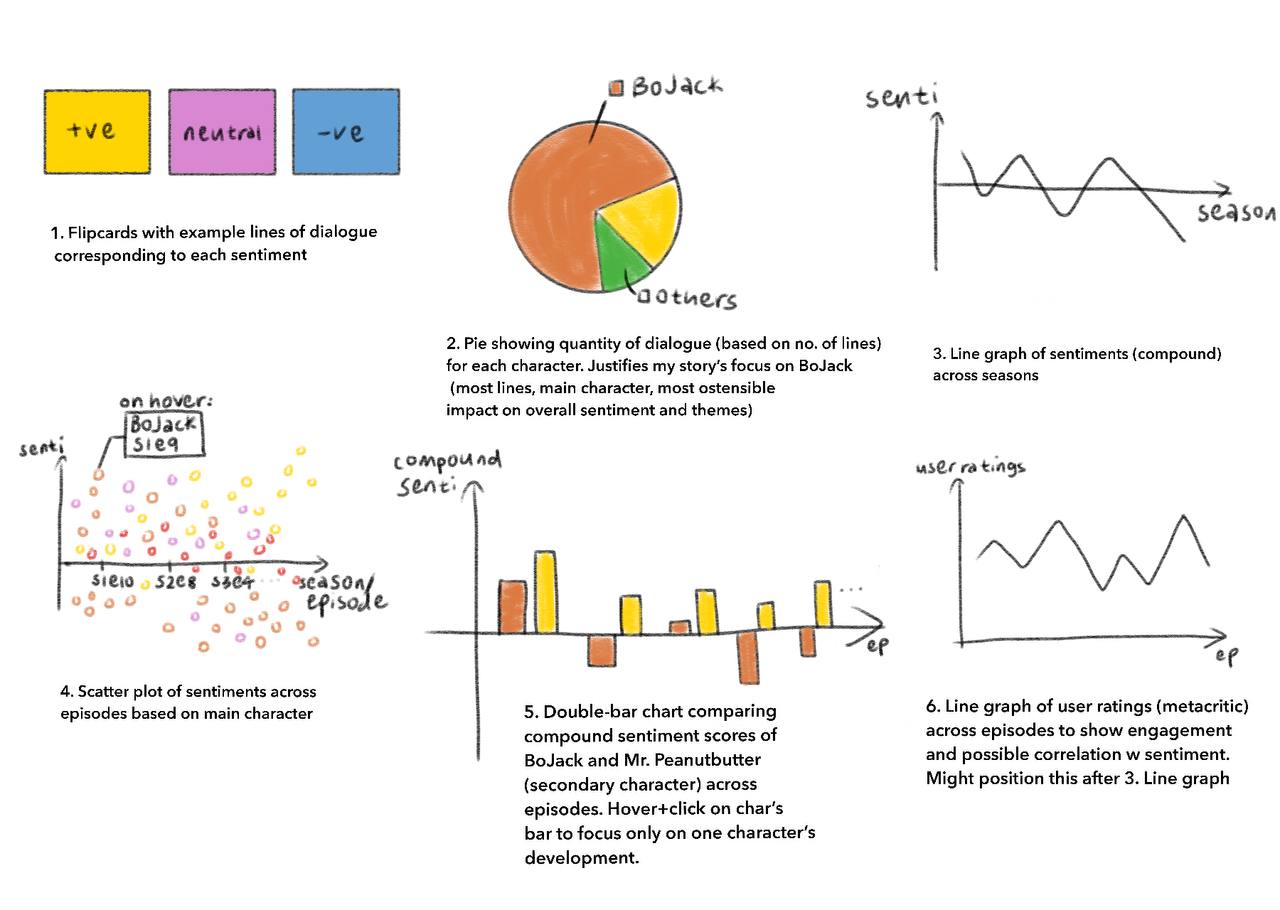 +ve
neutral
-ve
1. Flipcards with example lines of dialogue
corresponding to each sentiment
BoJack
others
2. Pie showing quantity of dialogue (based on no. of lines)
for each character. Justifies my story's focus on BoJack
(most lines, main character, most ostensible
impact on overall sentiment and themes)
senti
season
3. Line graph of sentiments (compound)
across seasons
on hover:
BoJack
s1e9
senti
s1e10 s2e8 s3e4 ... season/
episode
4. Scatter plot of sentiments across
episodes based on main character
compound
senti
...
ep
5. Double-bar chart comparing
compound sentiment scores of
BoJack and Mr. Peanutbutter
(secondary character) across
episodes. Hover+click on char's
bar to focus only on one character's
development.
user ratings
ep
6. Line graph of user ratings (metacritic)
across episodes to show engagement
and possible correlation w sentiment.
Might position this after 3. Line graph